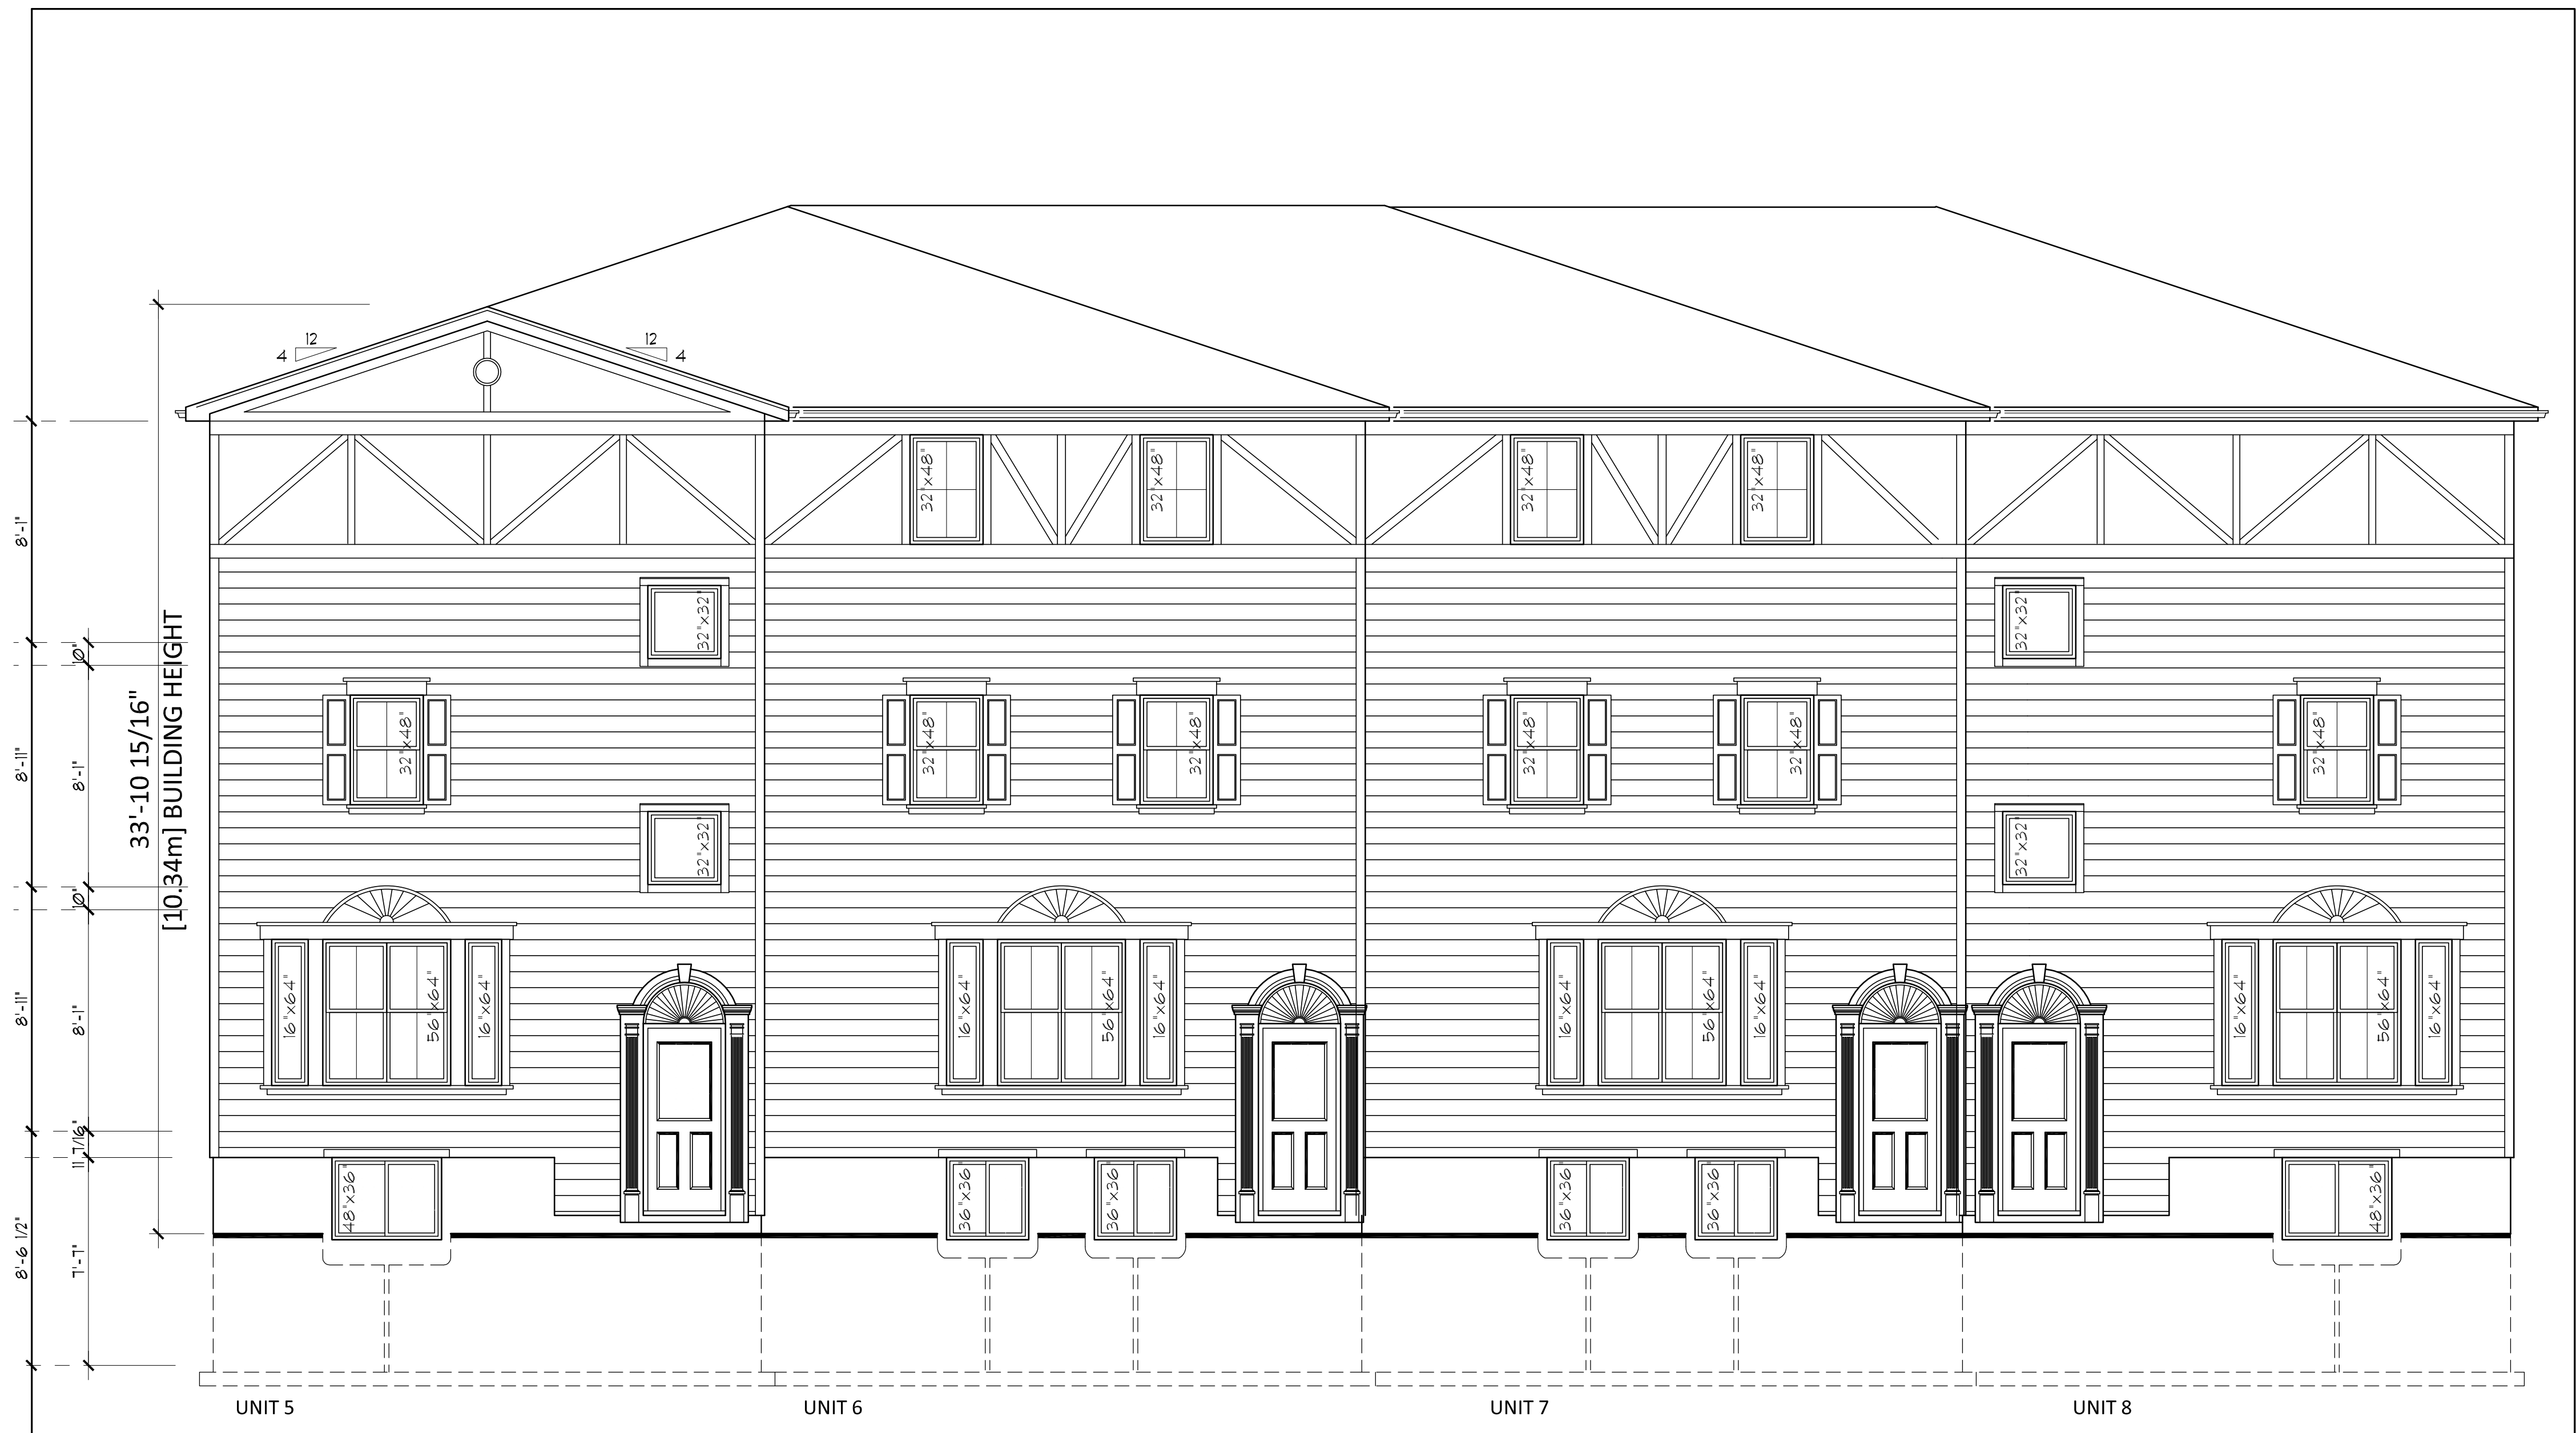 12
4
12
4
8'-1"
32"x48"
32"x48"
32"x48"
32"x48"
32"x32"
32"x32"
10"
33'-10 15/16"
[10.34m] BUILDING HEIGHT
8'-11"
8'-1"
32"x48"
32"x48"
32"x48"
32"x48"
32"x48"
32"x48"
32"x32"
32"x32"
10"
8'-11"
8'-1"
16"x64"
56"x64"
16"x64"
16"x64"
56"x64"
16"x64"
16"x64"
56"x64"
16"x64"
16"x64"
56"x64"
16"x64"
11 7/16"
48"x36"
36"x36"
36"x36"
36"x36"
36"x36"
48"x36"
8'-6 1/2"
7'-7"
UNIT 5
UNIT 6
UNIT 7
UNIT 8